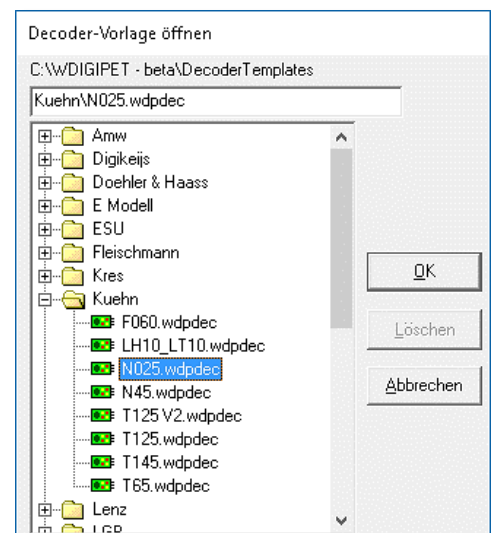 Decoder-Vorlage öffnen
C:\WDIGIPET - beta\DecoderTemplates
Kuehn\N025.wdpdec
Amw
Digikeijs
Doehler & Haass
E Modell
ESU
Fleischmann
Kres
OK
Kuehn
F060.wdpdec
Löschen
LH10_LT10.wdpdec
N025.wdpdec
Abbrechen
N45.wdpdec
T125 V2.wdpdec
T125.wdpdec
T145.wdpdec
T65.wdpdec
Lenz
LGB